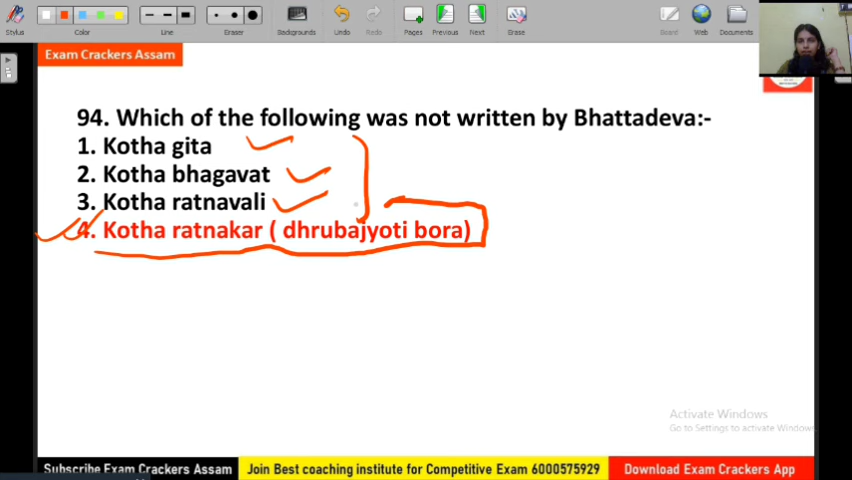 Stylus
Color
Line
Eraser
Backgrounds
Undo
Redo
Pages
Previous
Next
Erase
Board
Web
Documents
Exam Crackers Assam
94. Which of the following was not written by Bhattadeva:-
1. Kotha gita
2. Kotha bhagavat
3. Kotha ratnavali
4. Kotha ratnakar ( dhrubajyoti bora)
Activate Windows
Go to Settings to activate Windows
Subscribe Exam Crackers Assam
Join Best coaching institute for Competitive Exam 6000575929
Download Exam Crackers App